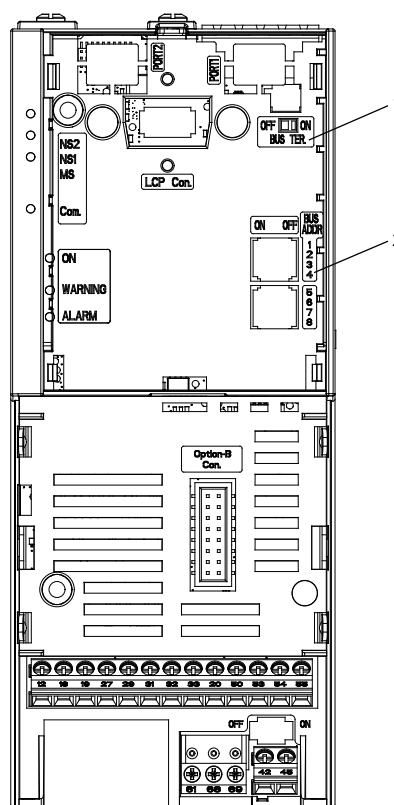 PORT2
PORT1
OFF ON
BUS TER.
NS2
NS1
MS
Com.
LCP Con.
ON OFF
BUS
ADDR
1
2
3
4
5
6
7
8
ON
WARNING
ALARM
Option-B
Con.
12 18 19 27 29 31 32 33 20 50 53 54 55
OFF ON
61 68 69
42 45